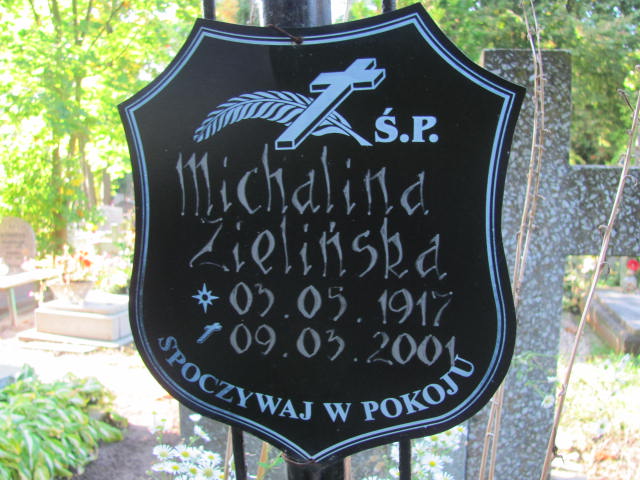 Ś.P.
Michalina
Zielińska
03.05.1917
09.03.2001
SPOCZYWAJ W POKOJU